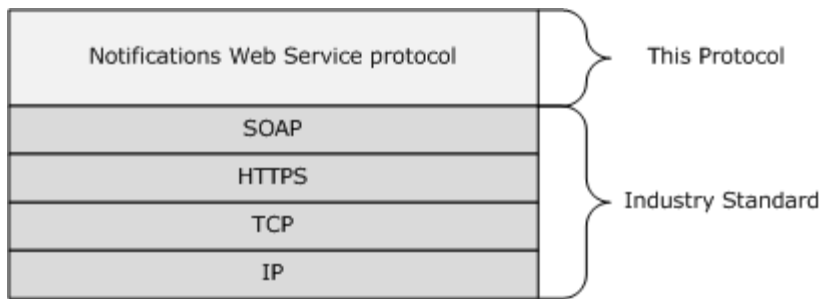 Notifications Web Service protocol
This Protocol
SOAP
HTTPS
TCP
IP
Industry Standard